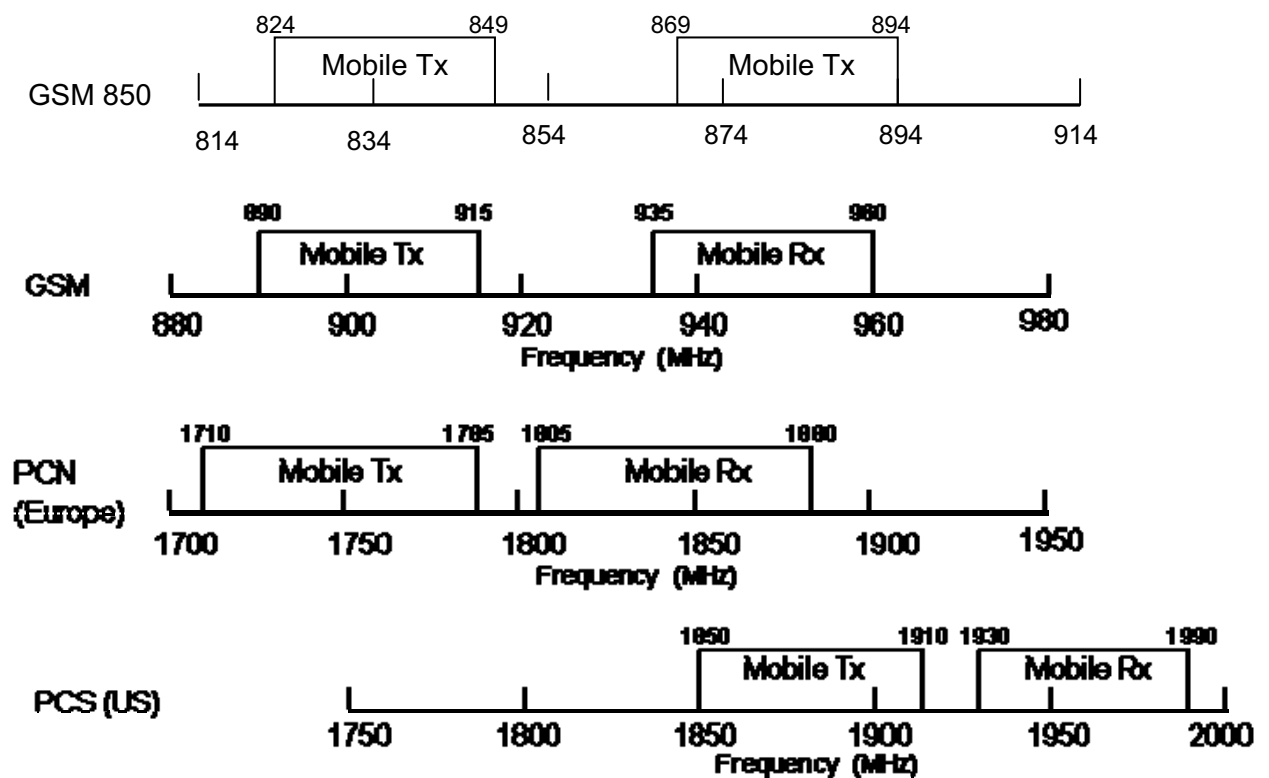 824 849 869 894
Mobile Tx Mobile Tx
GSM 850
814 834 854 874 894 914
890 915 935 960
Mobile Tx Mobile Rx
GSM
880 900 920 940 960 980
Frequency (MHz)
1710 1785 1805 1880
Mobile Tx Mobile Rx
PCN
(Europe)
1700 1750 1800 1850 1900 1950
Frequency (MHz)
1850 1910 1930 1990
Mobile Tx Mobile Rx
PCS (US)
1750 1800 1850 1900 1950 2000
Frequency (MHz)